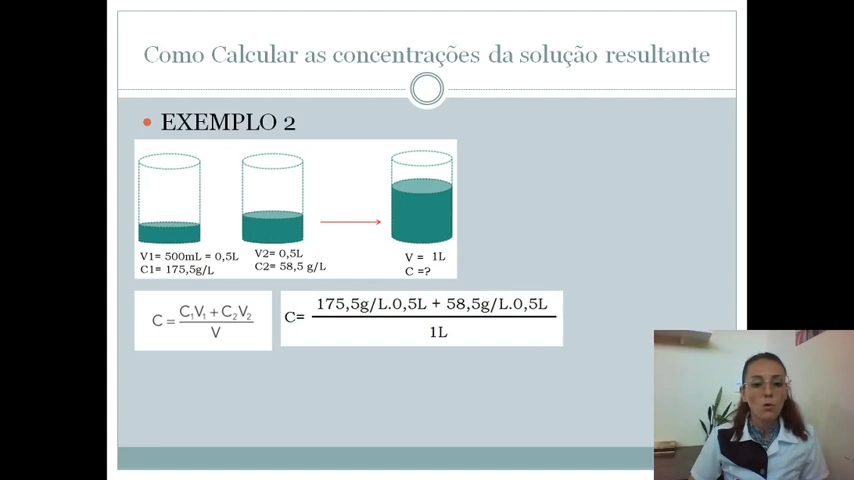 Como Calcular as concentrações da solução resultante
• EXEMPLO 2
V1= 500mL = 0,5L
C1= 175,5g/L
V2= 0,5L
C2= 58,5 g/L
V = 1L
C =?
C = C₁V₁ + C₂V₂ / V
C= 175,5g/L.0,5L + 58,5g/L.0,5L
1L